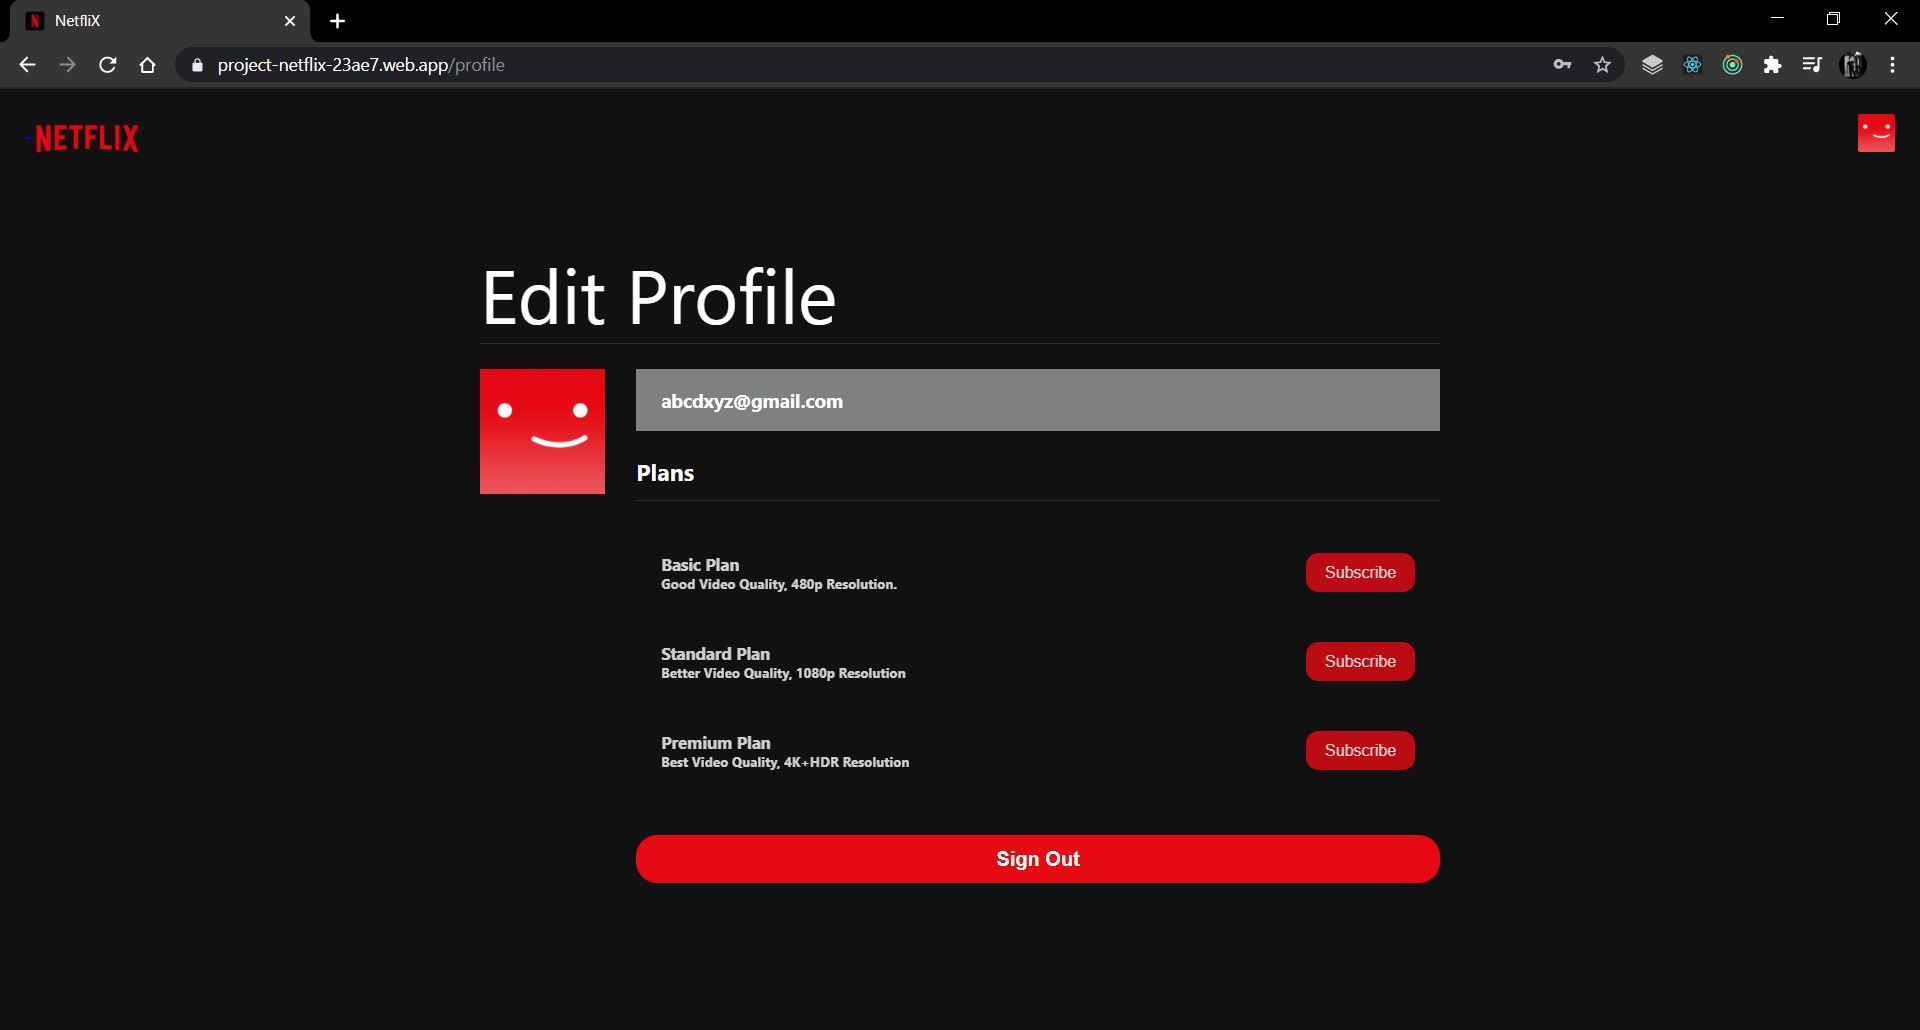 NetfliX
project-netflix-23ae7.web.app/profile
NETFLIX
Edit Profile
abcdxyz@gmail.com
Plans
Basic Plan
Good Video Quality, 480p Resolution.
Subscribe
Standard Plan
Better Video Quality, 1080p Resolution
Subscribe
Premium Plan
Best Video Quality, 4K+HDR Resolution
Subscribe
Sign Out